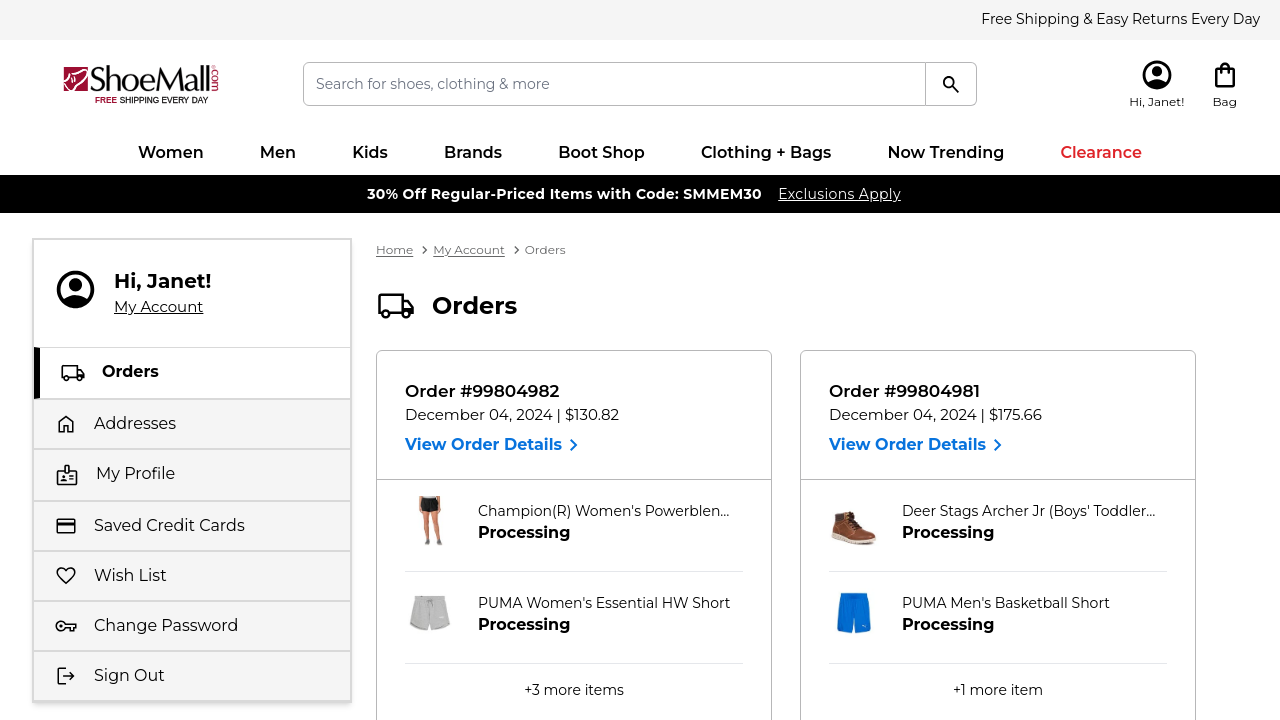 Free Shipping & Easy Returns Every Day
ShoeMall.com
FREE SHIPPING EVERY DAY
Search for shoes, clothing & more
Hi, Janet!
Bag
Women Men Kids Brands Boot Shop Clothing + Bags Now Trending Clearance
30% Off Regular-Priced Items with Code: SMMEM30 Exclusions Apply
Hi, Janet!
My Account
Orders
Addresses
My Profile
Saved Credit Cards
Wish List
Change Password
Sign Out
Home > My Account > Orders
Orders
Order #99804982
December 04, 2024 | $130.82
View Order Details >
Champion(R) Women's Powerblen...
Processing
PUMA Women's Essential HW Short
Processing
+3 more items
Order #99804981
December 04, 2024 | $175.66
View Order Details >
Deer Stags Archer Jr (Boys' Toddler...
Processing
PUMA Men's Basketball Short
Processing
+1 more item